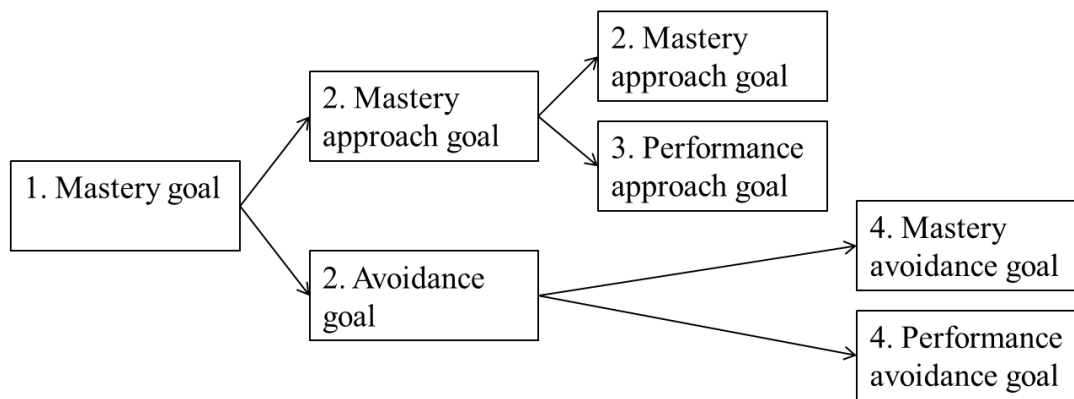 1. Mastery goal
2. Mastery
approach goal
2. Avoidance
goal
2. Mastery
approach goal
3. Performance
approach goal
4. Mastery
avoidance goal
4. Performance
avoidance goal